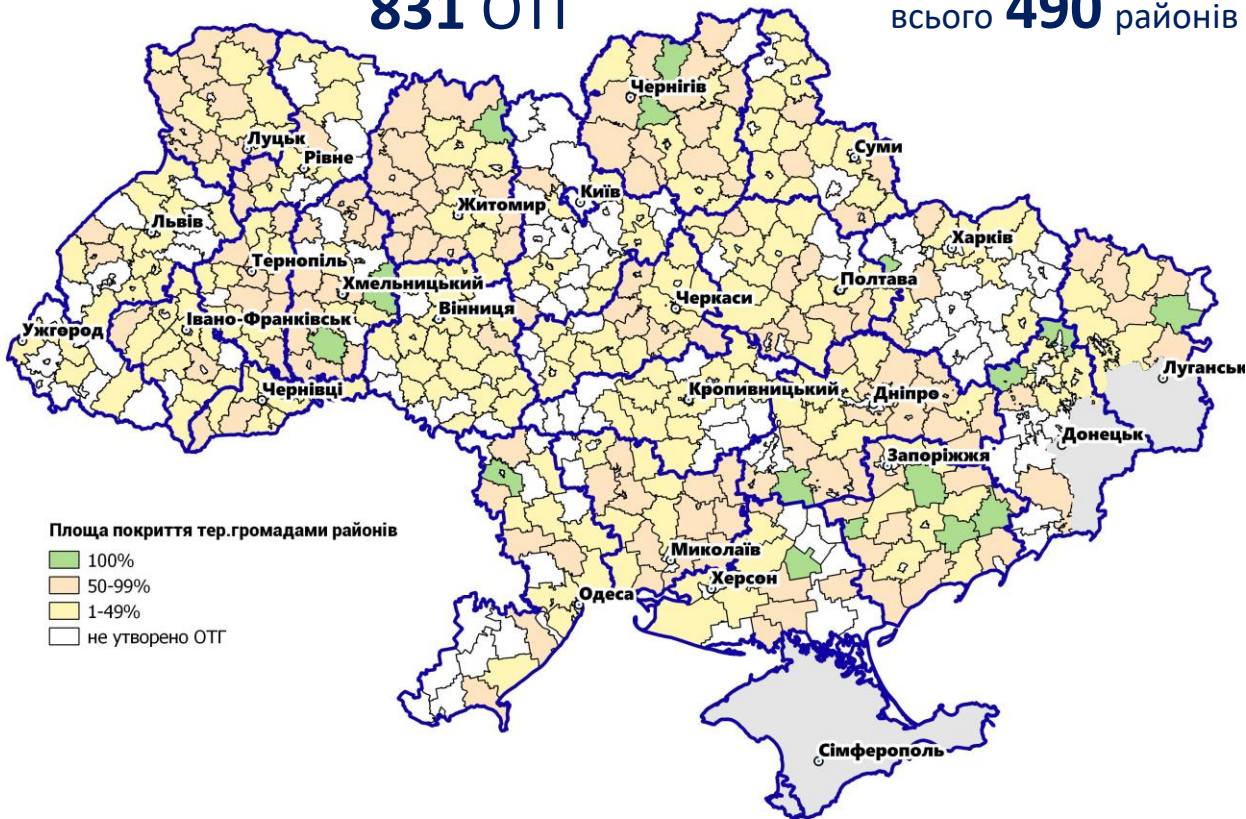 831 ОТГ
всього 490 районів
Чернігів
Луцьк
Рівне
Суми
Київ
Житомир
Львів
Харків
Тернопіль
Хмельницький
Полтава
Черкаси
Вінниця
Івано-Франківськ
Ужгород
Луганськ
Чернівці
Кропивницький
Дніпро
Донецьк
Запоріжжя
Площа покриття тер.громадами районів
100%
50-99%
1-49%
не утворено ОТГ
Миколаїв
Херсон
Одеса
Сімферополь